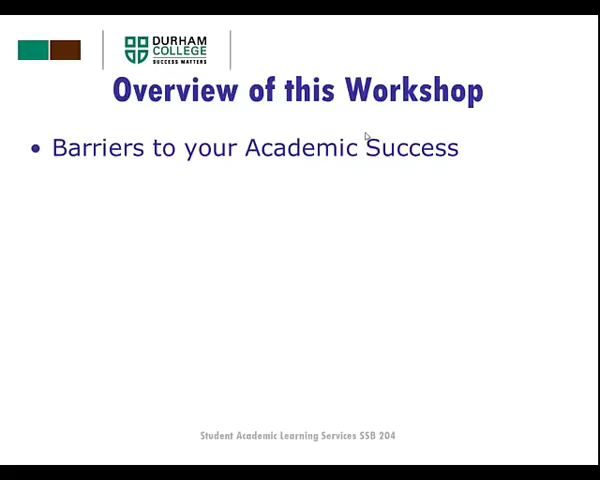 DURHAM
COLLEGE
SUCCESS MATTERS
Overview of this Workshop
• Barriers to your Academic Success
Student Academic Learning Services SSB 204